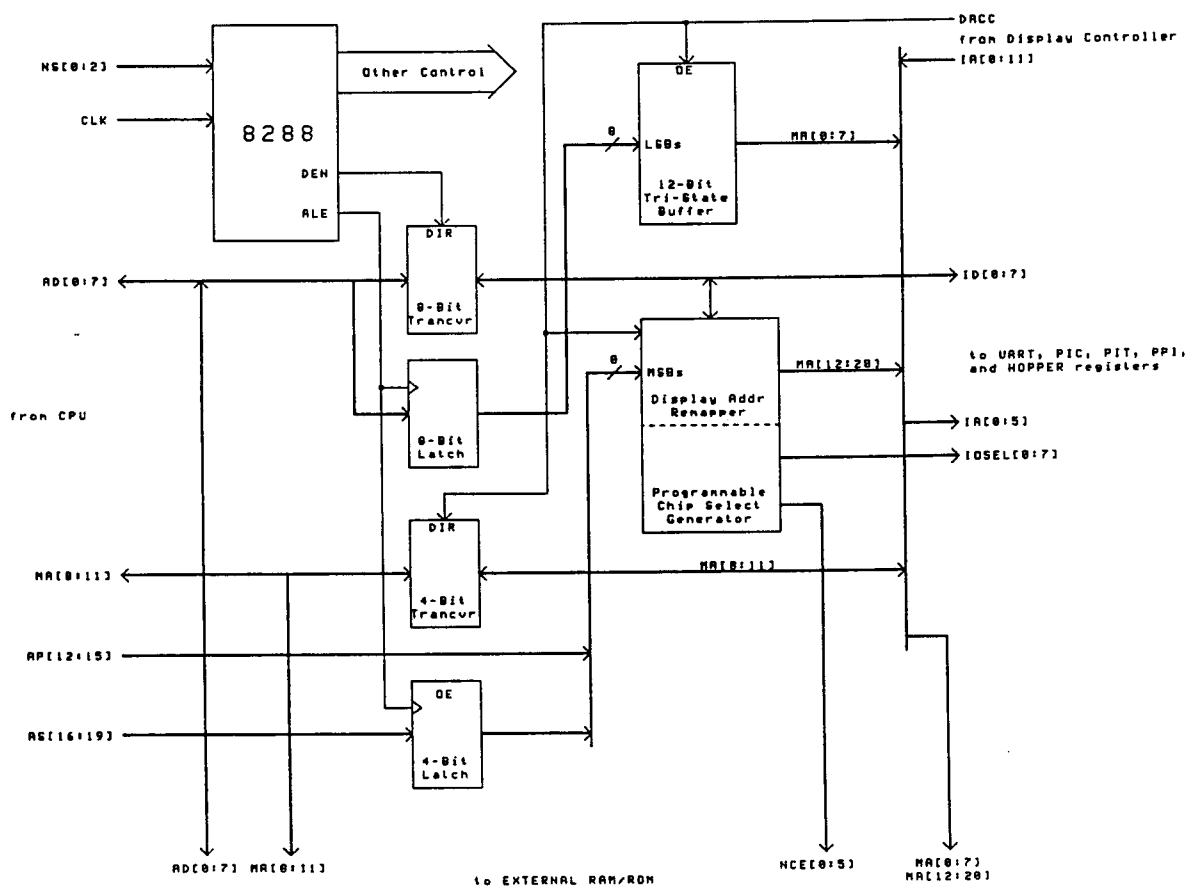 DACC
from Display Controller
NS[0:2]
Other Control
OE
IA[0:11]
CLK
8288
8
LSBs
MA[0:7]
DEN
12-Bit
Tri-State
Buffer
ALE
DIR
AD[0:7]
ID[0:7]
8-Bit
Trancvr
8
MSBs
MA[12:20]
to UART, PIC, PIT, PPI,
and HOPPER registers
Display Addr
Remapper
from CPU
IA[0:5]
8-Bit
Latch
IOSEL[0:7]
Programmable
Chip Select
Generator
DIR
MA[8:11]
MA[8:11]
4-Bit
Trancvr
AP[12:15]
OE
AS[16:19]
4-Bit
Latch
AD[0:7]
MA[8:11]
to EXTERNAL RAM/ROM
NCE[0:5]
MA[0:7]
MA[12:20]